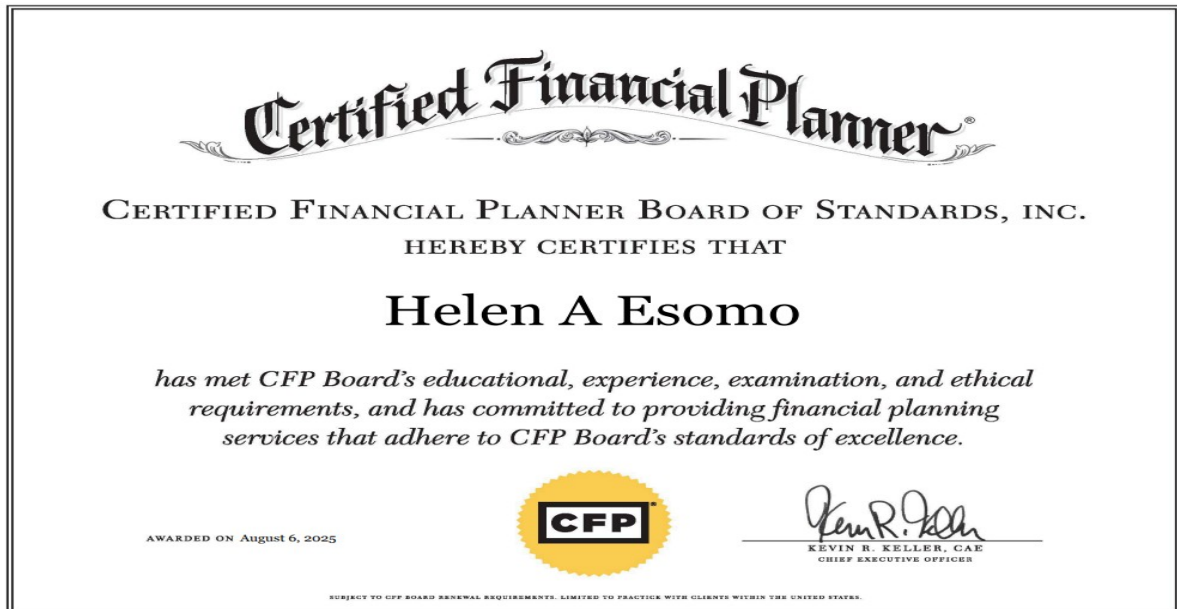 Certified Financial Planner®
CERTIFIED FINANCIAL PLANNER BOARD OF STANDARDS, INC.
HEREBY CERTIFIES THAT
Helen A Esomo
has met CFP Board's educational, experience, examination, and ethical
requirements, and has committed to providing financial planning
services that adhere to CFP Board's standards of excellence.
CFP®
AWARDED ON August 6, 2025
Kevin R. Keller
KEVIN R. KELLER, CAE
CHIEF EXECUTIVE OFFICER
SUBJECT TO CFP BOARD RENEWAL REQUIREMENTS. LIMITED TO PRACTICE WITH CLIENTS WITHIN THE UNITED STATES.